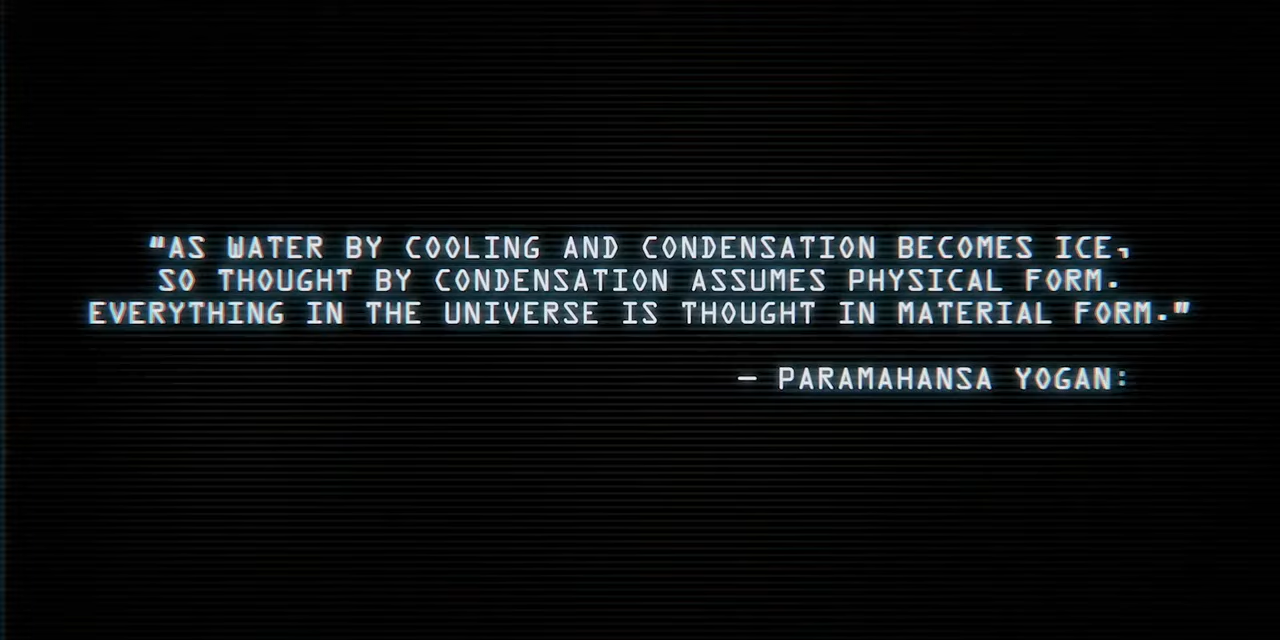 "AS WATER BY COOLING AND CONDENSATION BECOMES ICE,
SO THOUGHT BY CONDENSATION ASSUMES PHYSICAL FORM.
EVERYTHING IN THE UNIVERSE IS THOUGHT IN MATERIAL FORM."
— PARAMAHANSA YOGAN: